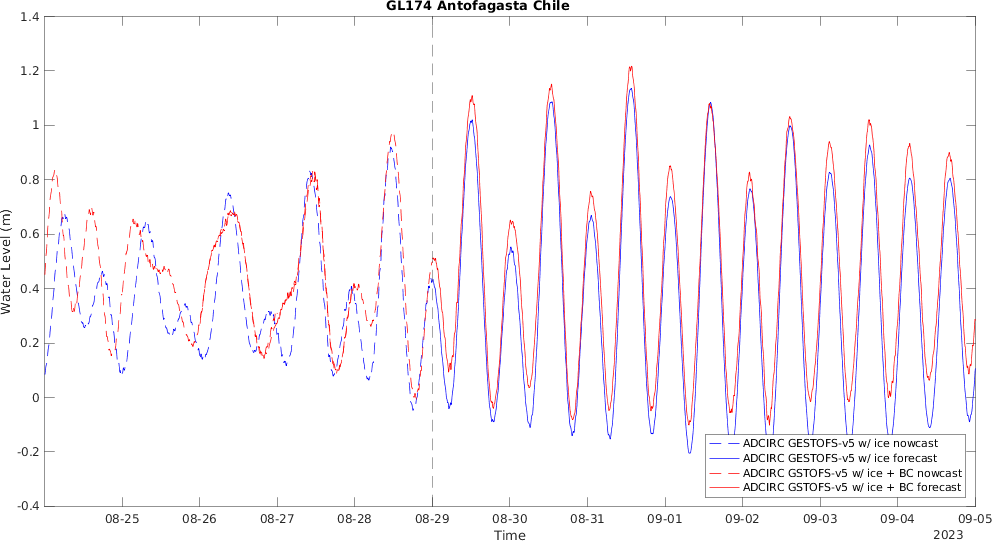 GL174 Antofagasta Chile
1.4
1.2
1
0.8
0.6
0.4
0.2
0
-0.2
-0.4
Water Level (m)
ADCIRC GESTOFS-v5 w/ ice nowcast
ADCIRC GESTOFS-v5 w/ ice forecast
ADCIRC GSTOFS-v5 w/ ice + BC nowcast
ADCIRC GSTOFS-v5 w/ ice + BC forecast
08-25 08-26 08-27 08-28 08-29 08-30 08-31 09-01 09-02 09-03 09-04 09-05
Time
2023